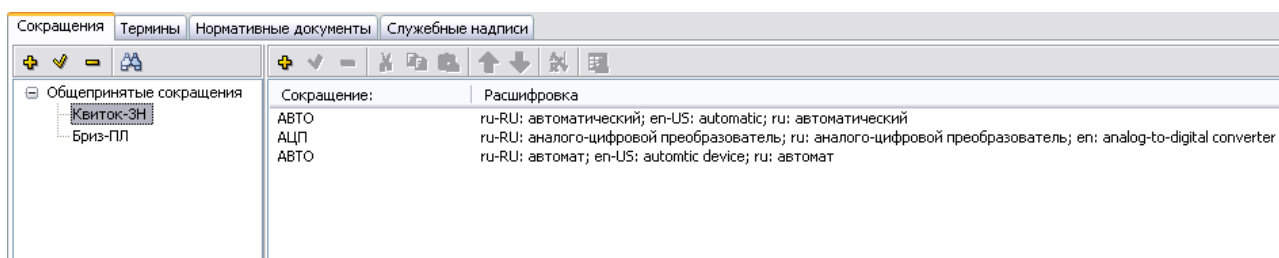 Сокращения Термины Нормативные документы Служебные надписи
Общепринятые сокращения
Квиток-ЗН
Бриз-ПЛ
Сокращение: Расшифровка
АВТО ru-RU: автоматический; en-US: automatic; ru: автоматический
АЦП ru-RU: аналого-цифровой преобразователь; ru: аналого-цифровой преобразователь; en: analog-to-digital converter
АВТО ru-RU: автомат; en-US: automtic device; ru: автомат